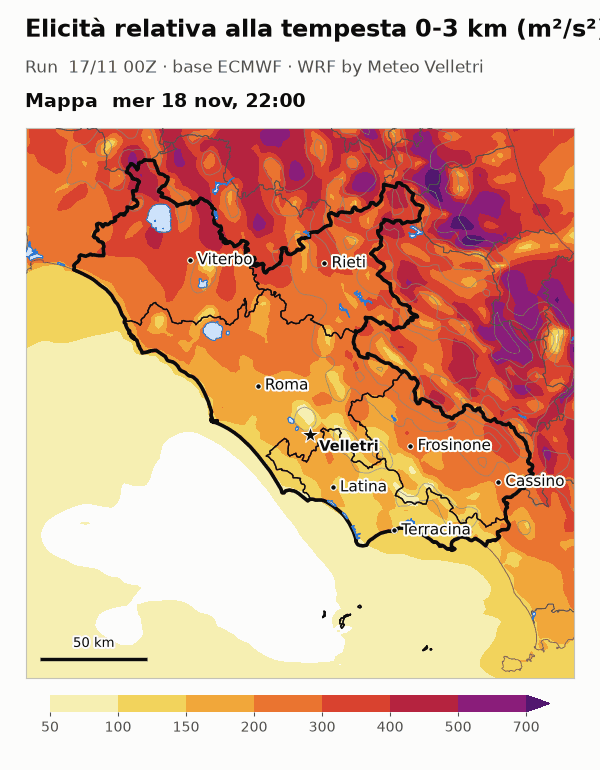 Elicità relativa alla tempesta 0-3 km (m²/s²)
Run 17/11 00Z · base ECMWF · WRF by Meteo Velletri
Mappa mer 18 nov, 22:00
Viterbo
Rieti
Roma
Velletri
Frosinone
Cassino
Latina
Terracina
50 km
50 100 150 200 300 400 500 700